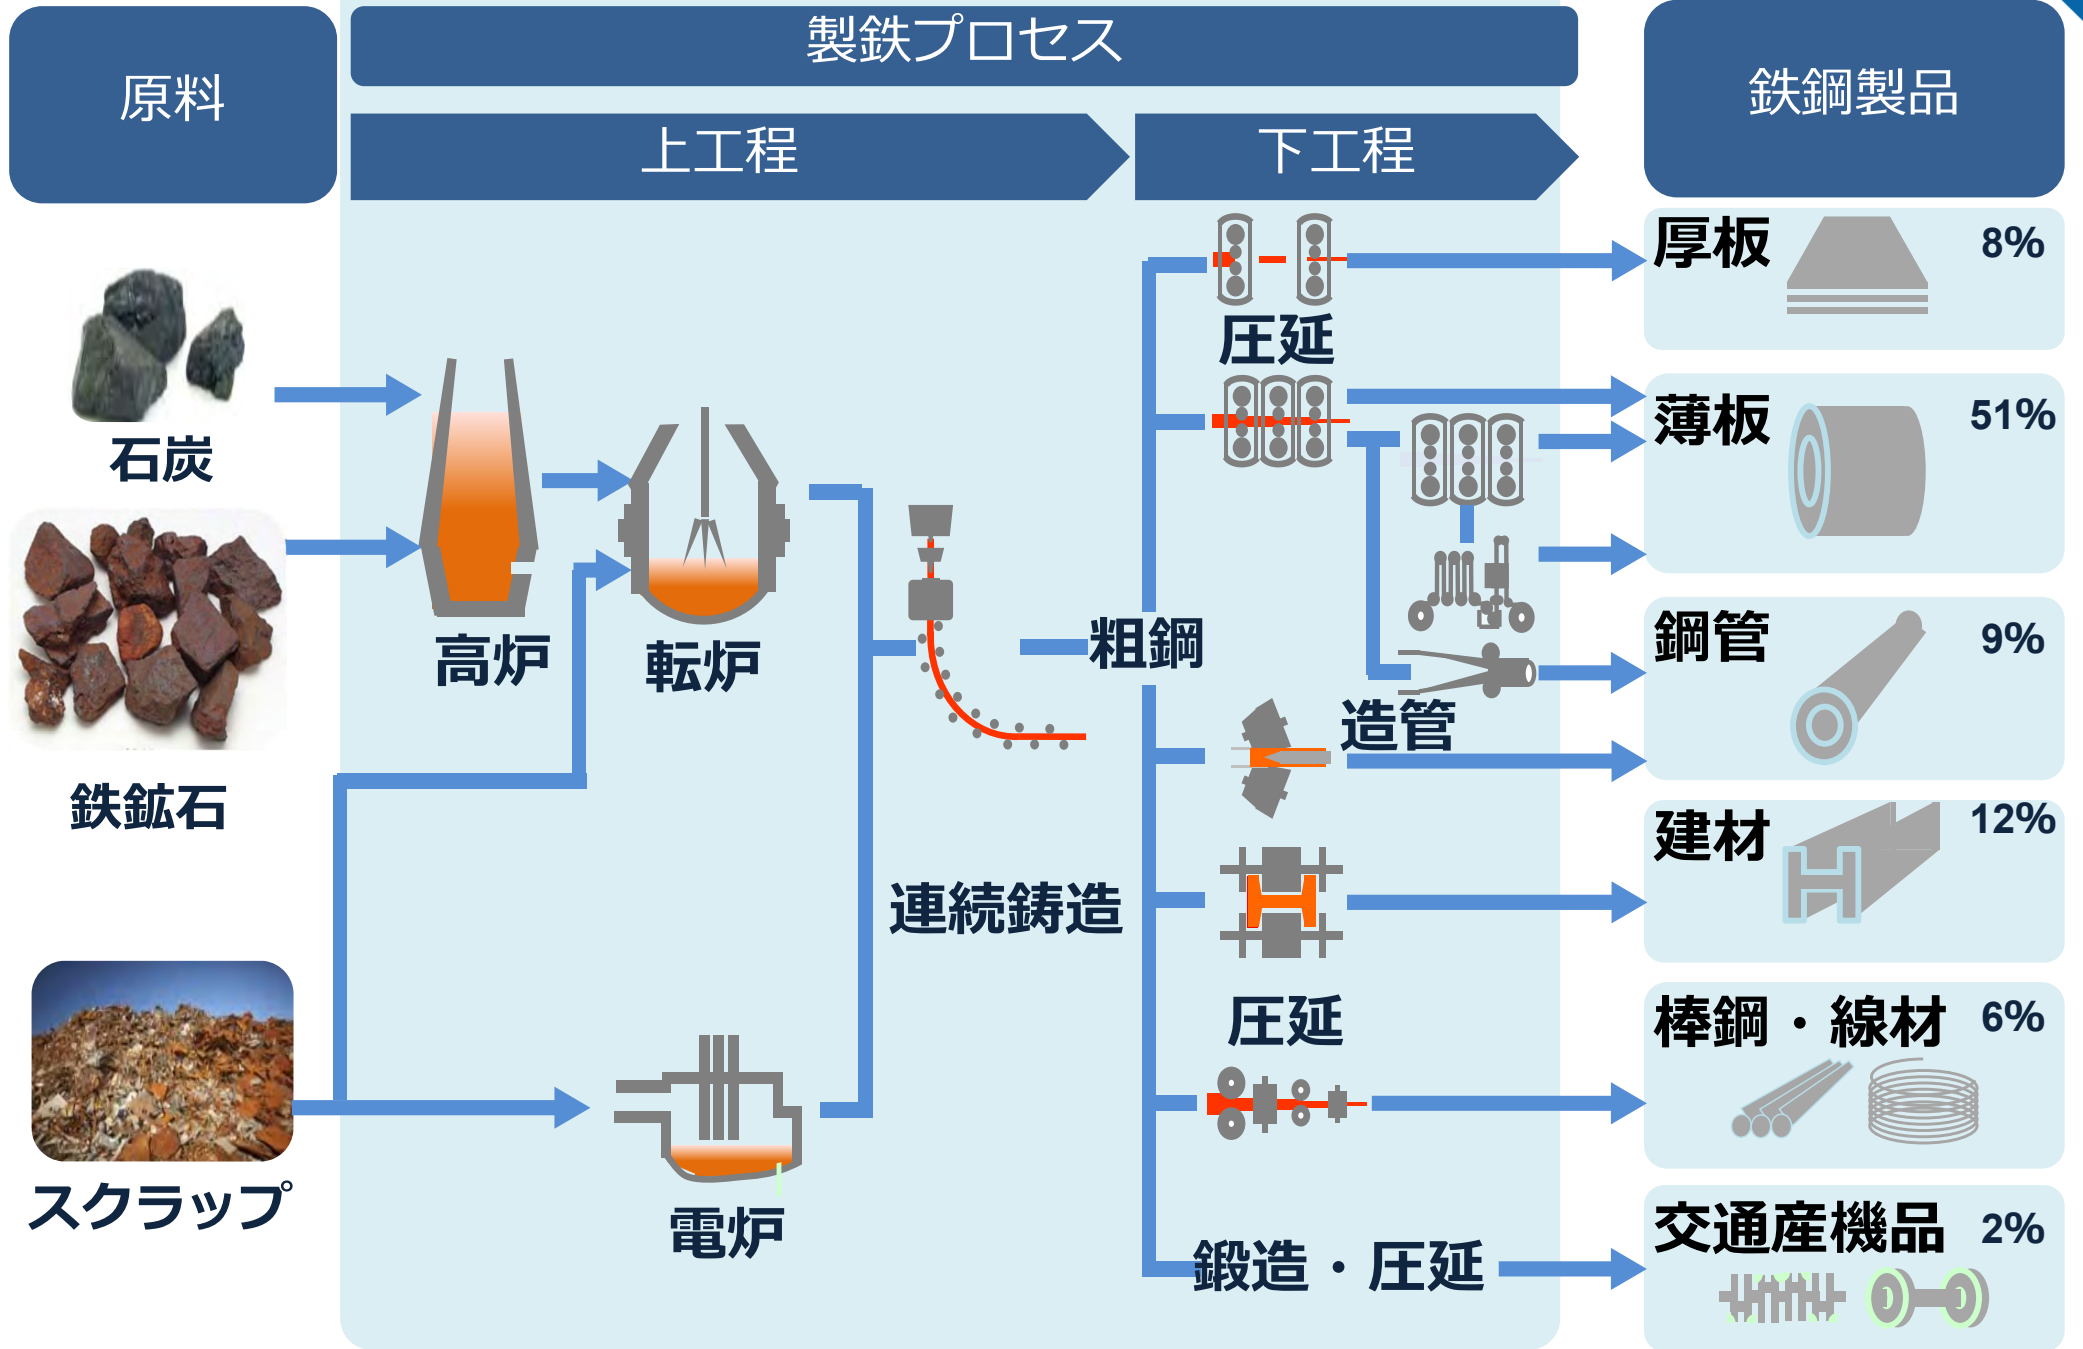 原料
製鉄プロセス
上工程
下工程
鉄鋼製品
石炭
鉄鉱石
スクラップ
高炉
転炉
電炉
連続鋳造
粗鋼
圧延
造管
圧延
鍛造・圧延
厚板 8%
薄板 51%
鋼管 9%
建材 12%
棒鋼・線材 6%
交通産機品 2%